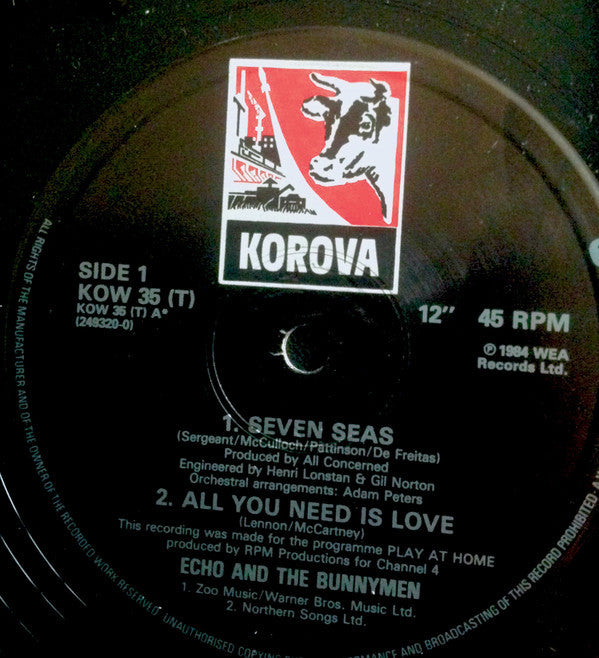 KOROVA
SIDE 1
KOW 35 (T)
KOW 35 (T) A*
(249320-0)
12" 45 RPM
℗ 1984 WEA
Records Ltd.
1. SEVEN SEAS
(Sergeant/McCulloch/Pattinson/De Freitas)
Produced by All Concerned
Engineered by Henri Lonstan & Gil Norton
Orchestral arrangements: Adam Peters
2. ALL YOU NEED IS LOVE
(Lennon/McCartney)
This recording was made for the programme PLAY AT HOME
produced by RPM Productions for Channel 4
ECHO AND THE BUNNYMEN
1. Zoo Music/Warner Bros. Music Ltd.
2. Northern Songs Ltd.
ALL RIGHTS OF THE MANUFACTURER AND OF THE OWNER OF THE RECORDED WORK RESERVED. UNAUTHORISED COPYING PUBLIC PERFORMANCE AND BROADCASTING OF THIS RECORD PROHIBITED